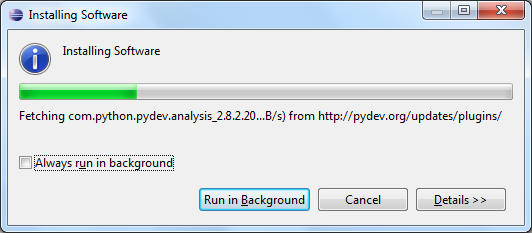 Installing Software
Installing Software
Fetching com.python.pydev.analysis_2.8.2.20...B/s) from http://pydev.org/updates/plugins/
Always run in background
Run in Background Cancel Details >>